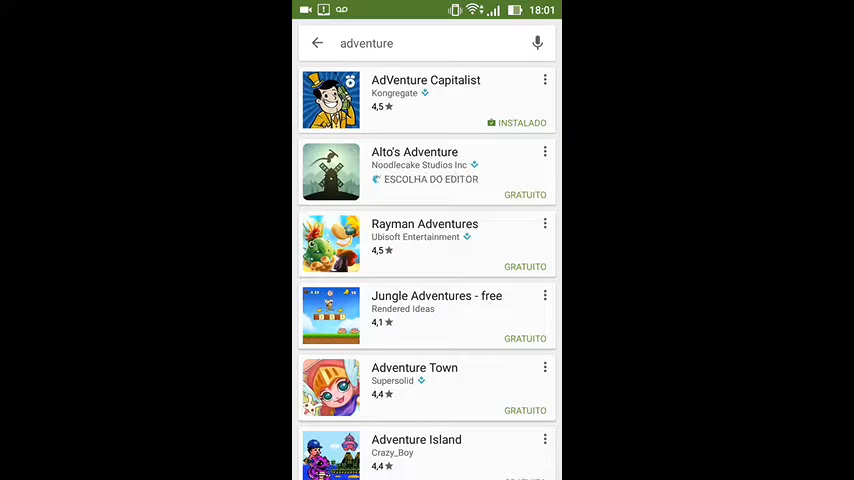 18:01
adventure
AdVenture Capitalist
Kongregate
4,5
INSTALADO
Alto's Adventure
Noodlecake Studios Inc
ESCOLHA DO EDITOR
GRATUITO
Rayman Adventures
Ubisoft Entertainment
4,5
GRATUITO
Jungle Adventures - free
Rendered Ideas
4,1
GRATUITO
Adventure Town
Supersolid
4,4
GRATUITO
Adventure Island
Crazy_Boy
4,4